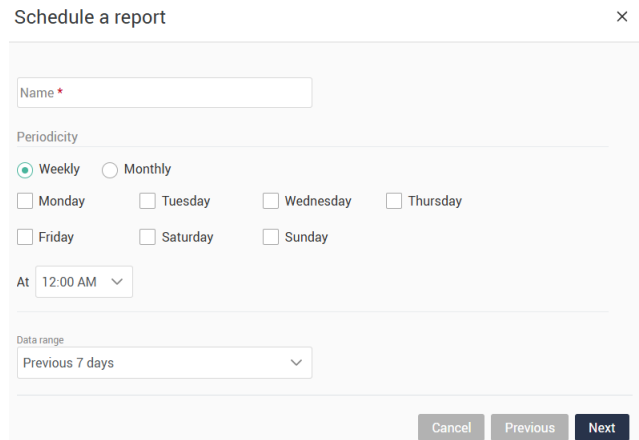 Schedule a report
Name *
Periodicity
Weekly Monthly
Monday Tuesday Wednesday Thursday
Friday Saturday Sunday
At 12:00 AM
Data range
Previous 7 days
Cancel Previous Next